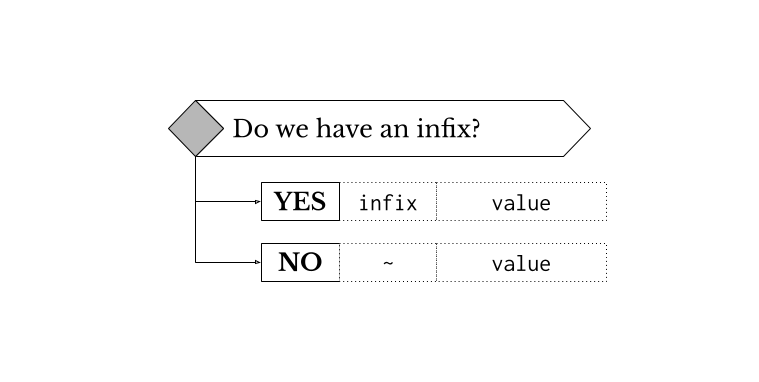 Do we have an infix?
YES infix value
NO ~ value